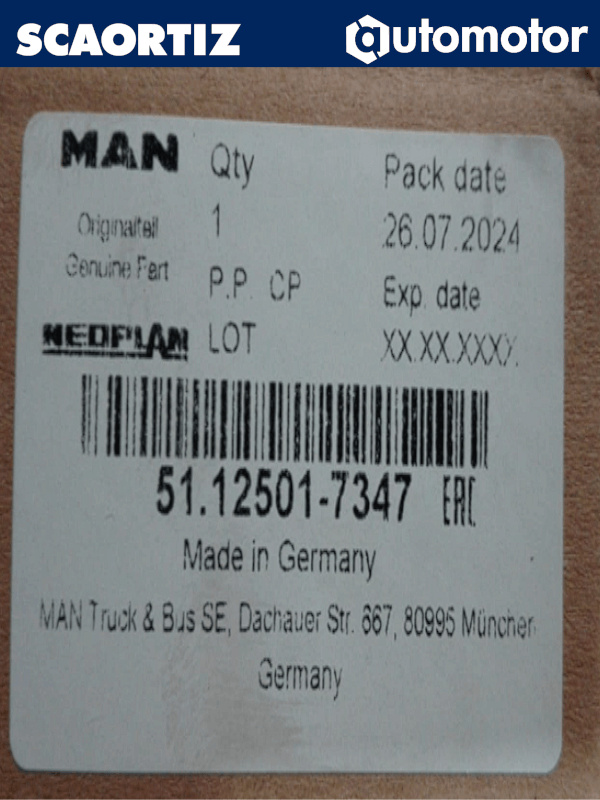 SCAORTIZ automotor
MAN Qty Pack date
Originalteil 1 26.07.2024
Genuine Part P.P. CP Exp. date
NEOPLAN LOT XX.XX.XXXX
51.12501-7347 EAC
Made in Germany
MAN Truck & Bus SE, Dachauer Str. 667, 80995 München
Germany